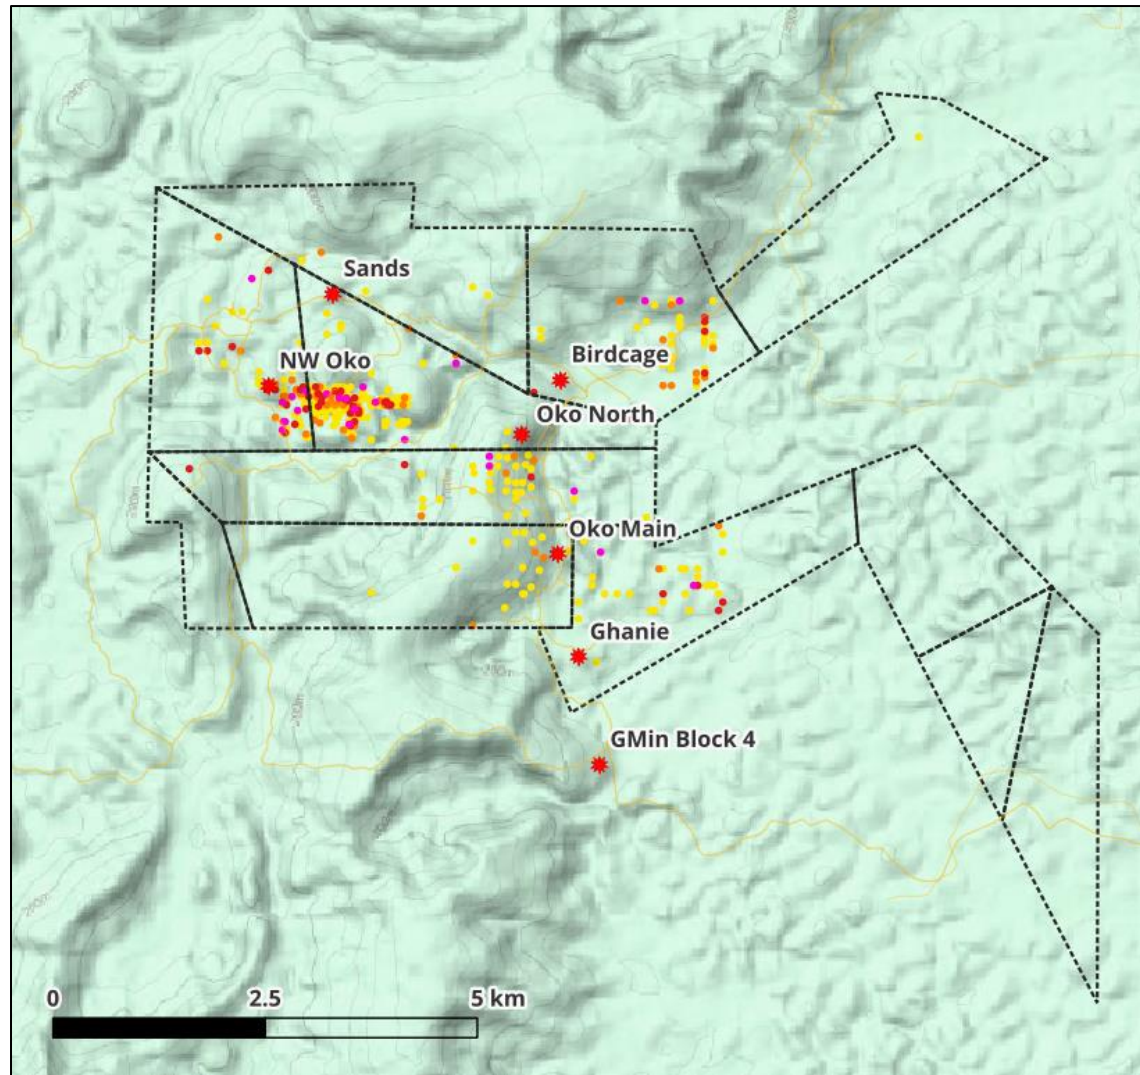 Sands
NW Oko
Birdcage
Oko North
Oko Main
Ghanie
GMin Block 4
0 2.5 5 km